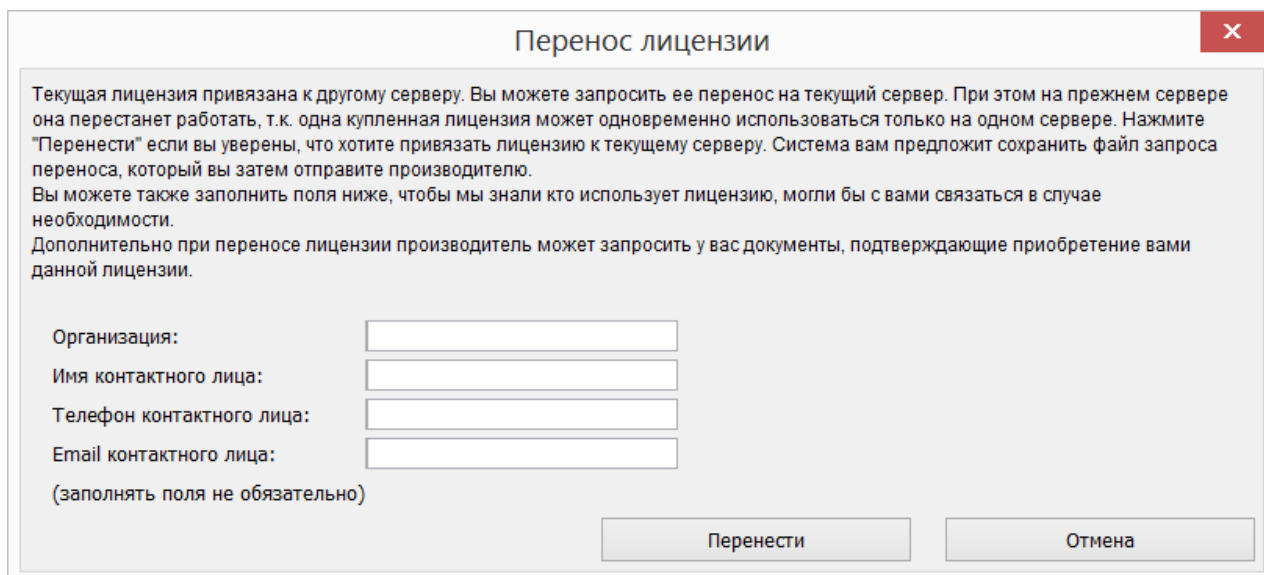 Перенос лицензии
Текущая лицензия привязана к другому серверу. Вы можете запросить ее перенос на текущий сервер. При этом на прежнем сервере
она перестанет работать, т.к. одна купленная лицензия может одновременно использоваться только на одном сервере. Нажмите
"Перенести" если вы уверены, что хотите привязать лицензию к текущему серверу. Система вам предложит сохранить файл запроса
переноса, который вы затем отправите производителю.
Вы можете также заполнить поля ниже, чтобы мы знали кто использует лицензию, могли бы с вами связаться в случае
необходимости.
Дополнительно при переносе лицензии производитель может запросить у вас документы, подтверждающие приобретение вами
данной лицензии.
Организация:
Имя контактного лица:
Телефон контактного лица:
Email контактного лица:
(заполнять поля не обязательно)
Перенести Отмена